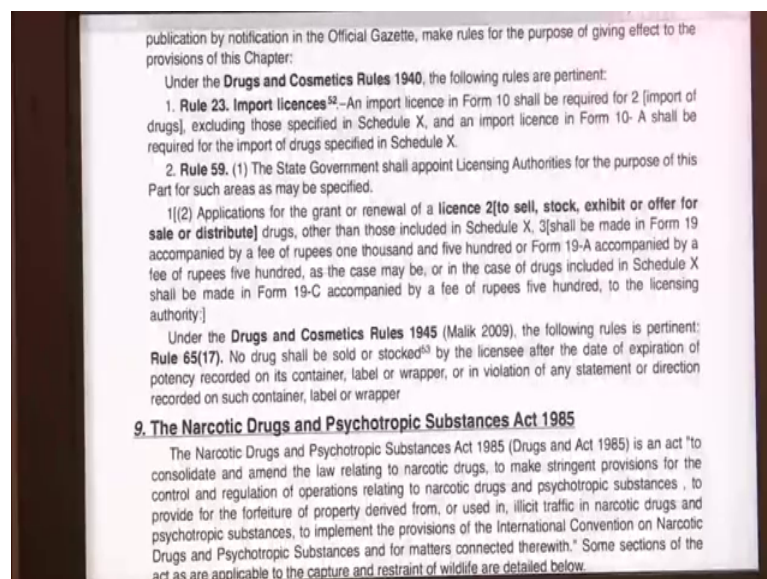 publication by notification in the Official Gazette, make rules for the purpose of giving effect to the
provisions of this Chapter:
Under the Drugs and Cosmetics Rules 1940, the following rules are pertinent:
1. Rule 23. Import licences52.–An import licence in Form 10 shall be required for 2 [import of
drugs], excluding those specified in Schedule X, and an import licence in Form 10- A shall be
required for the import of drugs specified in Schedule X.
2. Rule 59. (1) The State Government shall appoint Licensing Authorities for the purpose of this
Part for such areas as may be specified.
1[(2) Applications for the grant or renewal of a licence 2[to sell, stock, exhibit or offer for
sale or distribute] drugs, other than those included in Schedule X, 3[shall be made in Form 19
accompanied by a fee of rupees one thousand and five hundred or Form 19-A accompanied by a
fee of rupees five hundred, as the case may be, or in the case of drugs included in Schedule X
shall be made in Form 19-C accompanied by a fee of rupees five hundred, to the licensing
authority:]
Under the Drugs and Cosmetics Rules 1945 (Malik 2009), the following rules is pertinent:
Rule 65(17). No drug shall be sold or stocked53 by the licensee after the date of expiration of
potency recorded on its container, label or wrapper, or in violation of any statement or direction
recorded on such container, label or wrapper
9. The Narcotic Drugs and Psychotropic Substances Act 1985
The Narcotic Drugs and Psychotropic Substances Act 1985 (Drugs and Act 1985) is an act "to
consolidate and amend the law relating to narcotic drugs, to make stringent provisions for the
control and regulation of operations relating to narcotic drugs and psychotropic substances , to
provide for the forfeiture of property derived from, or used in, illicit traffic in narcotic drugs and
psychotropic substances, to implement the provisions of the International Convention on Narcotic
Drugs and Psychotropic Substances and for matters connected therewith." Some sections of the
act as are applicable to the capture and restraint of wildlife are detailed below.